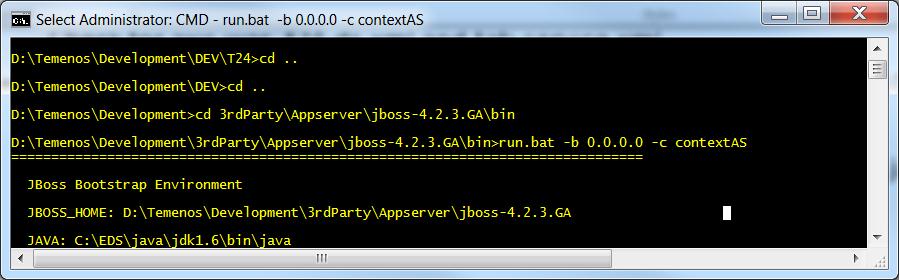 Select Administrator: CMD - run.bat  -b 0.0.0.0 -c contextAS
D:\Temenos\Development\DEV\T24>cd ..
D:\Temenos\Development\DEV>cd ..
D:\Temenos\Development>cd 3rdParty\Appserver\jboss-4.2.3.GA\bin
D:\Temenos\Development\3rdParty\Appserver\jboss-4.2.3.GA\bin>run.bat -b 0.0.0.0 -c contextAS
===============================================================================
JBoss Bootstrap Environment
JBOSS_HOME: D:\Temenos\Development\3rdParty\Appserver\jboss-4.2.3.GA
JAVA: C:\EDS\java\jdk1.6\bin\java